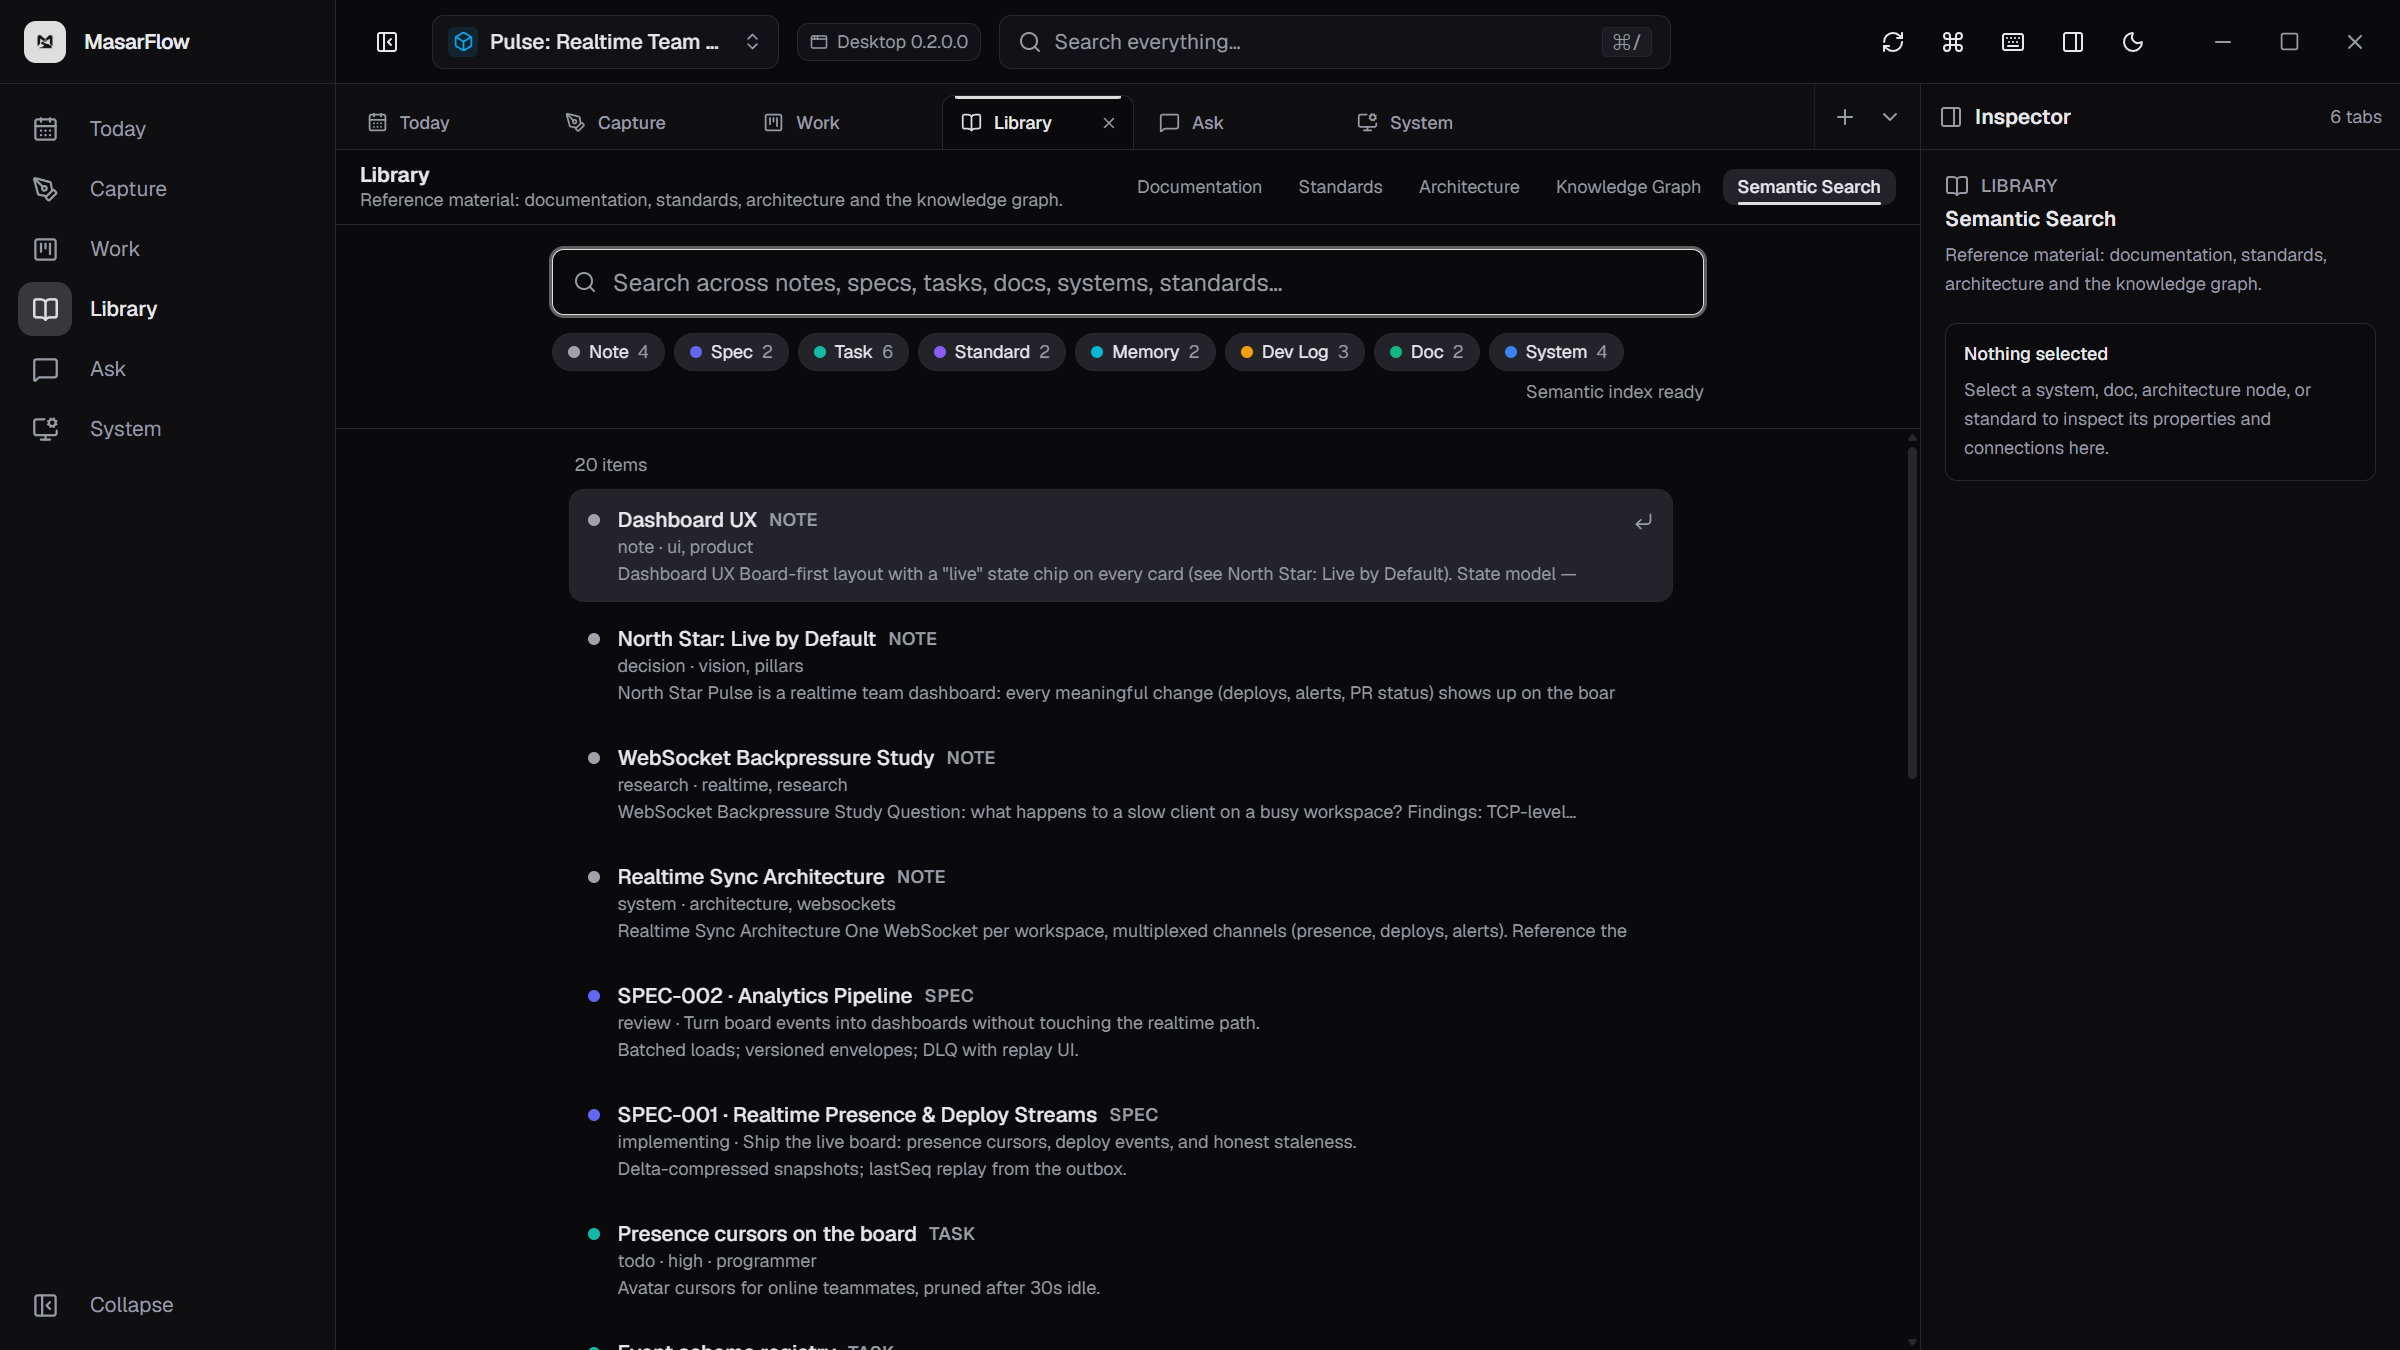 MasarFlow
Pulse: Realtime Team ...
Desktop 0.2.0.0
Search everything...
⌘/
Today
Capture
Work
Library
Ask
System
Collapse
Today
Capture
Work
Library
Ask
System
Library
Reference material: documentation, standards, architecture and the knowledge graph.
Documentation
Standards
Architecture
Knowledge Graph
Semantic Search
Search across notes, specs, tasks, docs, systems, standards...
Note 4
Spec 2
Task 6
Standard 2
Memory 2
Dev Log 3
Doc 2
System 4
Semantic index ready
20 items
Dashboard UX NOTE
note · ui, product
Dashboard UX Board-first layout with a "live" state chip on every card (see North Star: Live by Default). State model —
North Star: Live by Default NOTE
decision · vision, pillars
North Star Pulse is a realtime team dashboard: every meaningful change (deploys, alerts, PR status) shows up on the boar
WebSocket Backpressure Study NOTE
research · realtime, research
WebSocket Backpressure Study Question: what happens to a slow client on a busy workspace? Findings: TCP-level...
Realtime Sync Architecture NOTE
system · architecture, websockets
Realtime Sync Architecture One WebSocket per workspace, multiplexed channels (presence, deploys, alerts). Reference the
SPEC-002 · Analytics Pipeline SPEC
review · Turn board events into dashboards without touching the realtime path.
Batched loads; versioned envelopes; DLQ with replay UI.
SPEC-001 · Realtime Presence & Deploy Streams SPEC
implementing · Ship the live board: presence cursors, deploy events, and honest staleness.
Delta-compressed snapshots; lastSeq replay from the outbox.
Presence cursors on the board TASK
todo · high · programmer
Avatar cursors for online teammates, pruned after 30s idle.
Event schema registry TASK
Inspector
6 tabs
LIBRARY
Semantic Search
Reference material: documentation, standards,
architecture and the knowledge graph.
Nothing selected
Select a system, doc, architecture node, or
standard to inspect its properties and
connections here.